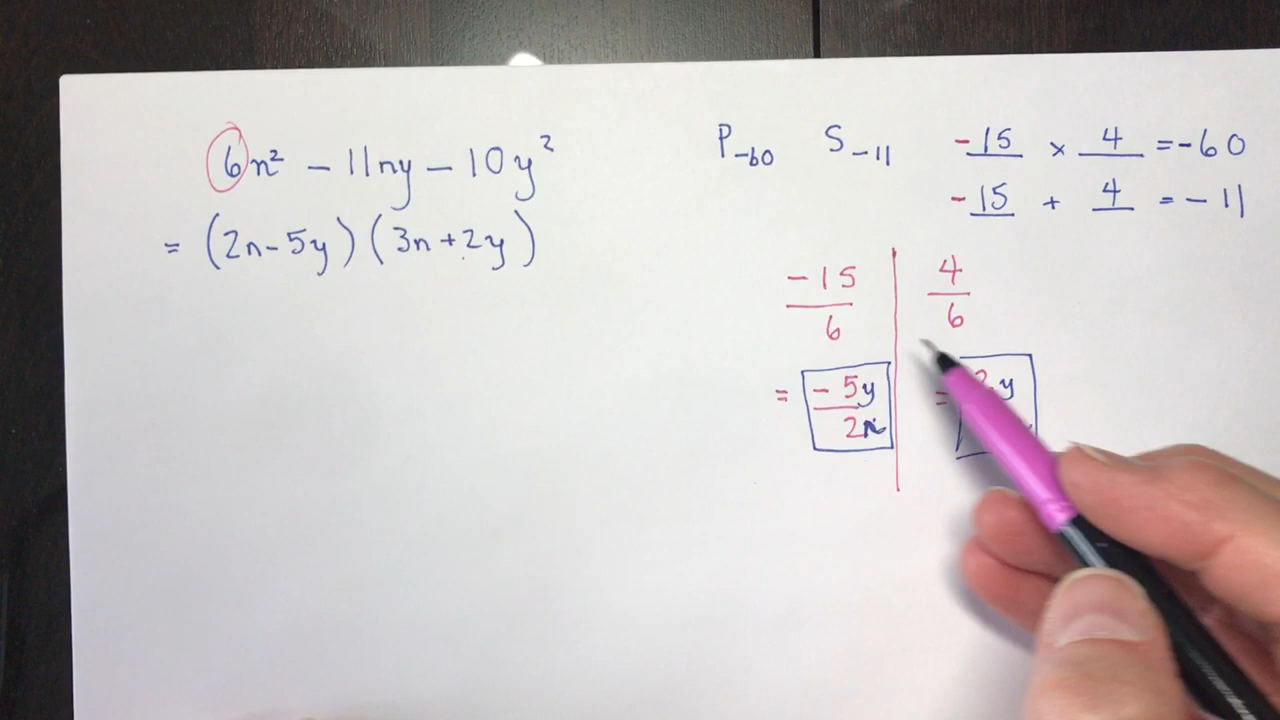 6n² - 11ny - 10y²
= (2n - 5y)(3n + 2y)
P₋₆₀ S₋₁₁
-15 × 4 = -60
-15 + 4 = -11
-15/6 | 4/6
= -5y/2n | = 2y